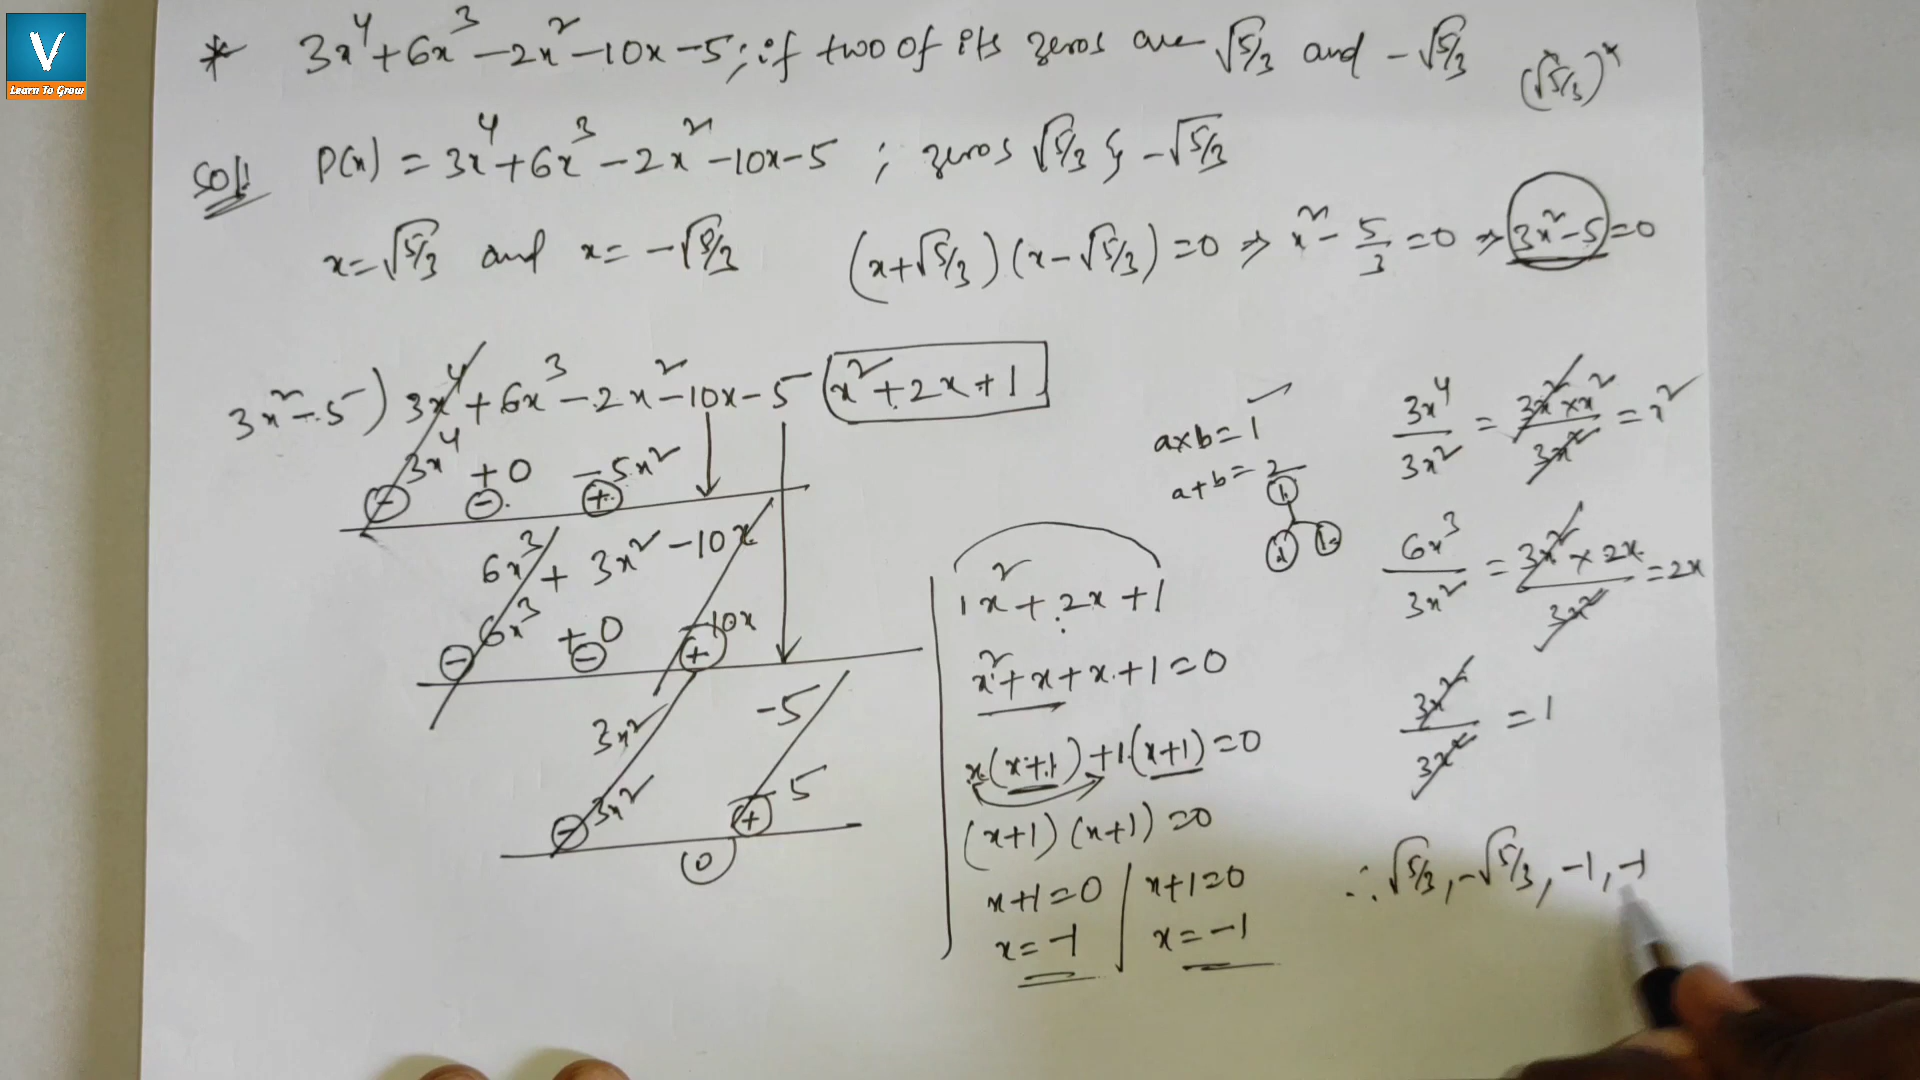 V
Learn To Grow
* 3x⁴+6x³-2x²-10x-5; if two of its zeros are √5/3 and -√5/3
(√5/3)²
Sol: P(x) = 3x⁴+6x³-2x²-10x-5 ; zeros √5/3 & -√5/3
x=√5/3 and x= -√5/3 (x+√5/3)(x-√5/3)=0 ⇒ x²-5/3=0 ⇒ 3x²-5=0
3x²-5) 3x⁴+6x³-2x²-10x-5 (x²+2x+1
3x⁴ +0 -5x²
⊖ ⊖ ⊕
6x³ + 3x² -10x
6x³ +0 -10x
⊖ ⊖ ⊕
3x² -5
3x² -5
⊖ ⊕
0
1x²+2x+1
x²+x+x+1=0
x(x+1)+1(x+1)=0
(x+1)(x+1)=0
x+1=0 | x+1=0
x=-1 | x=-1
axb=1
a+b=2
3x⁴/3x² = 3x²×x²/3x² = x²
6x³/3x² = 3x²×2x/3x² = 2x
3x²/3x² = 1
∴ √5/3, -√5/3, -1, -1